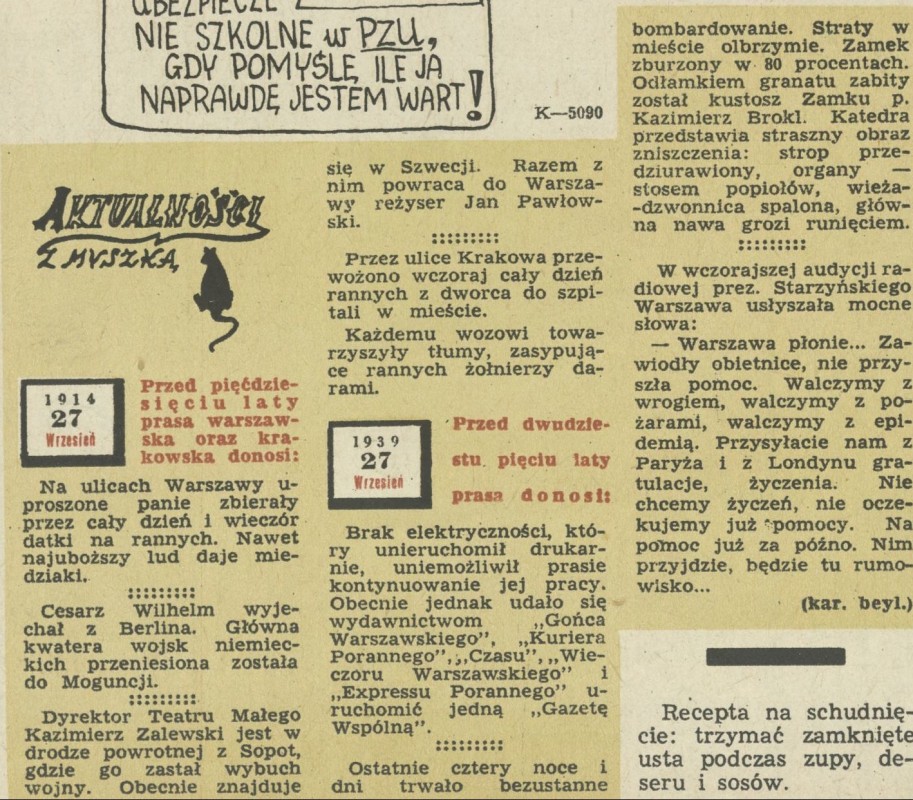 UBEZPIECZE
NIE SZKOLNE w PZU,
GDY POMYŚLĘ ILE JA
NAPRAWDĘ JESTEM WART!
K—5090
AKTUALNOŚCI
Z MYSZKĄ
1914
27
Wrzesień
Przed pięćdzie-
sięciu laty
prasa warszaw-
ska oraz kra-
kowska donosi:
Na ulicach Warszawy u-
proszone panie zbierały
przez cały dzień i wieczór
datki na rannych. Nawet
najuboższy lud daje mie-
dziaki.
Cesarz Wilhelm wyje-
chał z Berlina. Główna
kwatera wojsk niemiec-
kich przeniesiona została
do Moguncji.
Dyrektor Teatru Małego
Kazimierz Zalewski jest w
drodze powrotnej z Sopot,
gdzie go zastał wybuch
wojny. Obecnie znajduje
się w Szwecji. Razem z
nim powraca do Warsza-
wy reżyser Jan Pawłow-
ski.
Przez ulice Krakowa prze-
wożono wczoraj cały dzień
rannych z dworca do szpi-
tali w mieście.
Każdemu wozowi towa-
rzyszyły tłumy, zasypują-
ce rannych żołnierzy da-
rami.
1939
27
Wrzesień
Przed dwudzie-
stu pięciu laty
prasa donosi:
Brak elektryczności, któ-
ry unieruchomił drukar-
nie, uniemożliwił prasie
kontynuowanie jej pracy.
Obecnie jednak udało się
wydawnictwom „Gońca
Warszawskiego", „Kuriera
Porannego", „Czasu", „Wie-
czoru Warszawskiego" i
„Expressu Porannego" u-
ruchomić jedną „Gazetę
Wspólną".
Ostatnie cztery noce i
dni trwało bezustanne
bombardowanie. Straty w
mieście olbrzymie. Zamek
zburzony w 80 procentach.
Odłamkiem granatu zabity
został kustosz Zamku p.
Kazimierz Brokl. Katedra
przedstawia straszny obraz
zniszczenia: strop prze-
dziurawiony, organy —
stosem popiołów, wieża-
-dzwonnica spalona, głów-
na nawa grozi runięciem.
W wczorajszej audycji ra-
diowej prez. Starzyńskiego
Warszawa usłyszała mocne
słowa:
— Warszawa płonie... Za-
wiodły obietnice, nie przy-
szła pomoc. Walczymy z
wrogiem, walczymy z po-
żarami, walczymy z epi-
demią. Przysyłacie nam z
Paryża i z Londynu gra-
tulacje, życzenia. Nie
chcemy życzeń, nie ocze-
kujemy już pomocy. Na
pomoc już za późno. Nim
przyjdzie, będzie tu rumo-
wisko...
(kar. beyl.)
Recepta na schudnię-
cie: trzymać zamknięte
usta podczas zupy, de-
seru i sosów.